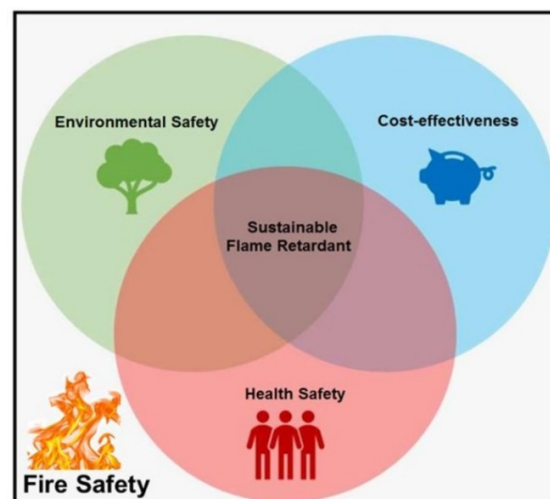 Environmental Safety
Cost-effectiveness
Sustainable
Flame Retardant
Health Safety
Fire Safety